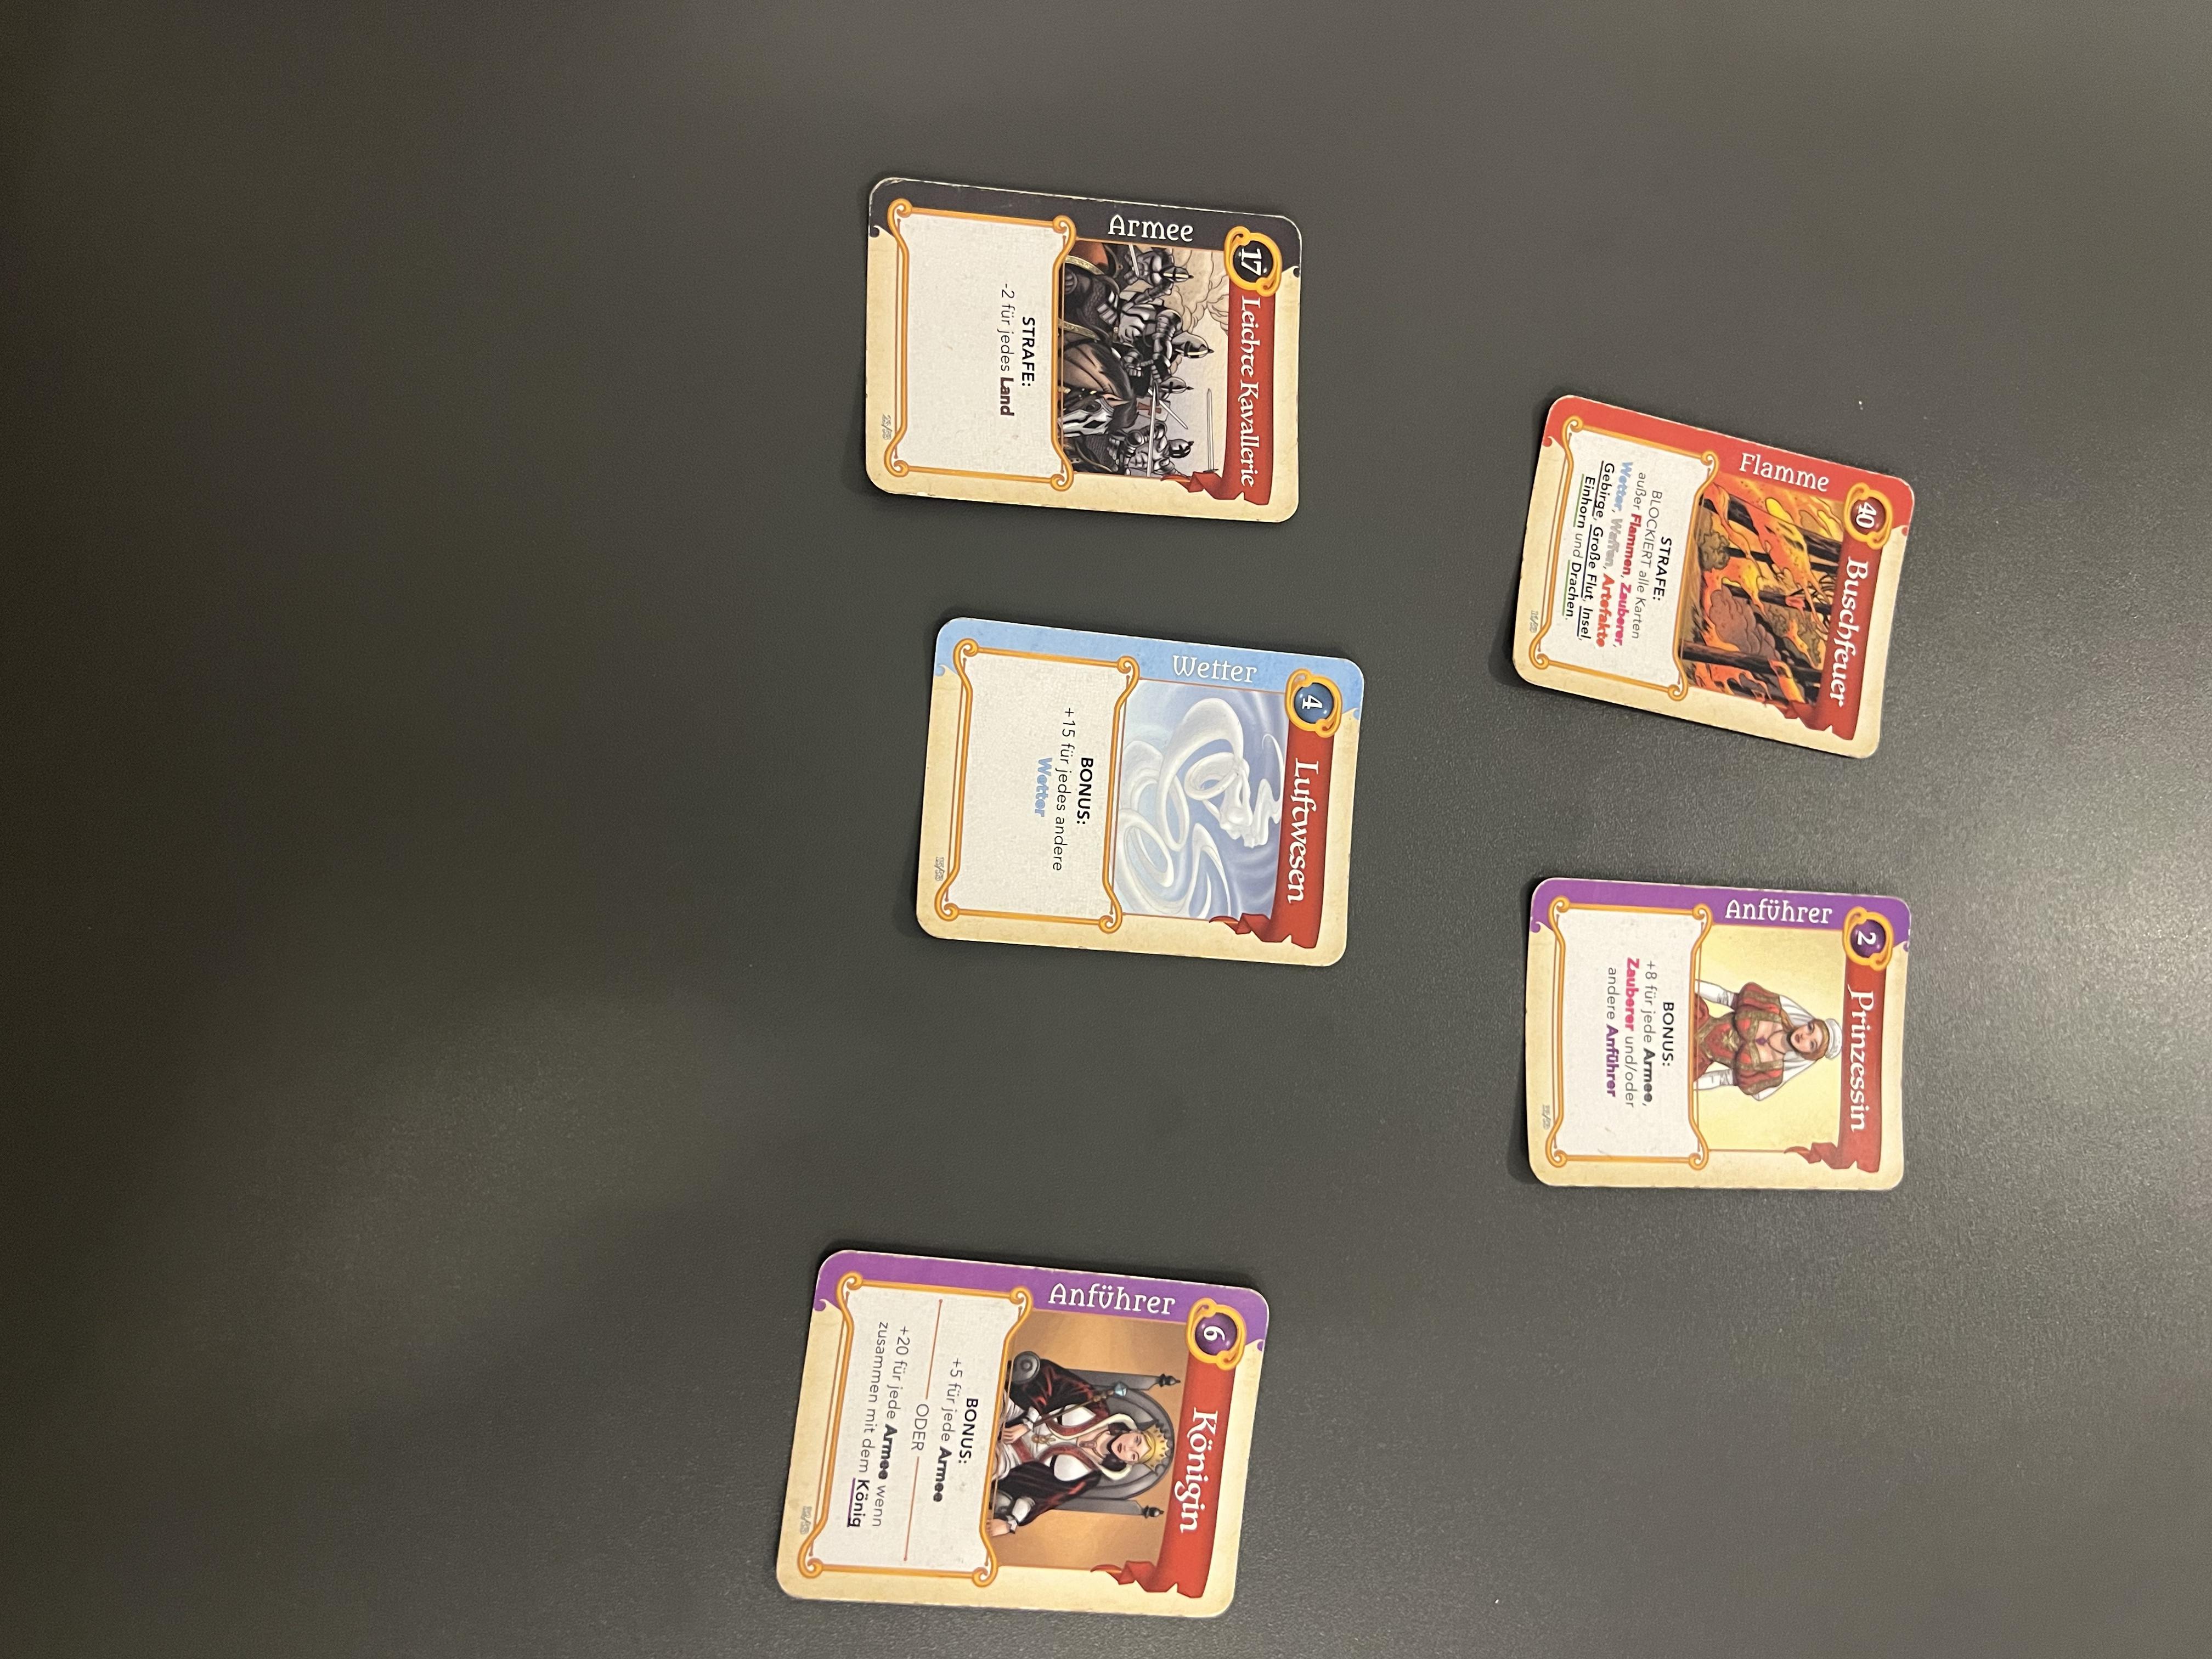 40
Buschfeuer
Flamme
STRAFE:
BLOCKIERT alle Karten
außer Flammen, Zauberer,
Wetter, Waffen, Artefakte
Gebirge, Große Flut, Insel,
Einhorn und Drachen.
2
Prinzessin
Anführer
BONUS:
+8 für jede Armee,
Zauberer und/oder
andere Anführer
17
Leichte Kavallerie
Armee
STRAFE:
-2 für jedes Land
4
Luftwesen
Wetter
BONUS:
+15 für jedes andere
Wetter
6
Königin
Anführer
BONUS:
+5 für jede Armee
ODER
+20 für jede Armee wenn
zusammen mit dem König